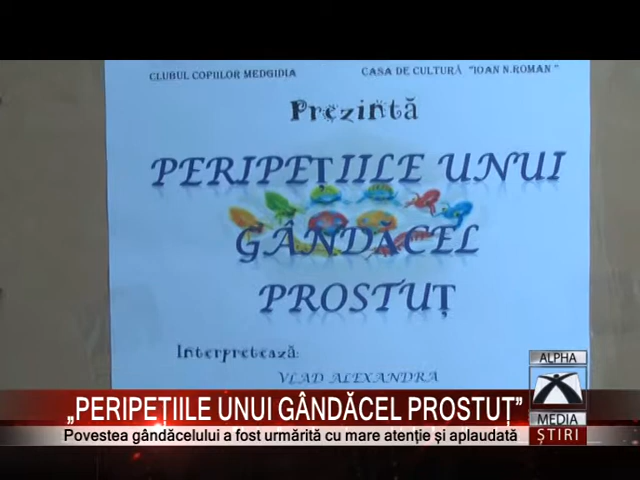 CLUBUL COPIILOR MEDGIDIA CASA DE CULTURĂ "IOAN N.ROMAN"
Prezintă
PERIPEȚIILE UNUI
GÂNDĂCEL
PROSTUȚ
Interpretează:
VLAD ALEXANDRA
„PERIPEȚIILE UNUI GÂNDĂCEL PROSTUȚ”
Povestea gândăcelului a fost urmărită cu mare atenție și aplaudată
ALPHA
MEDIA
ȘTIRI